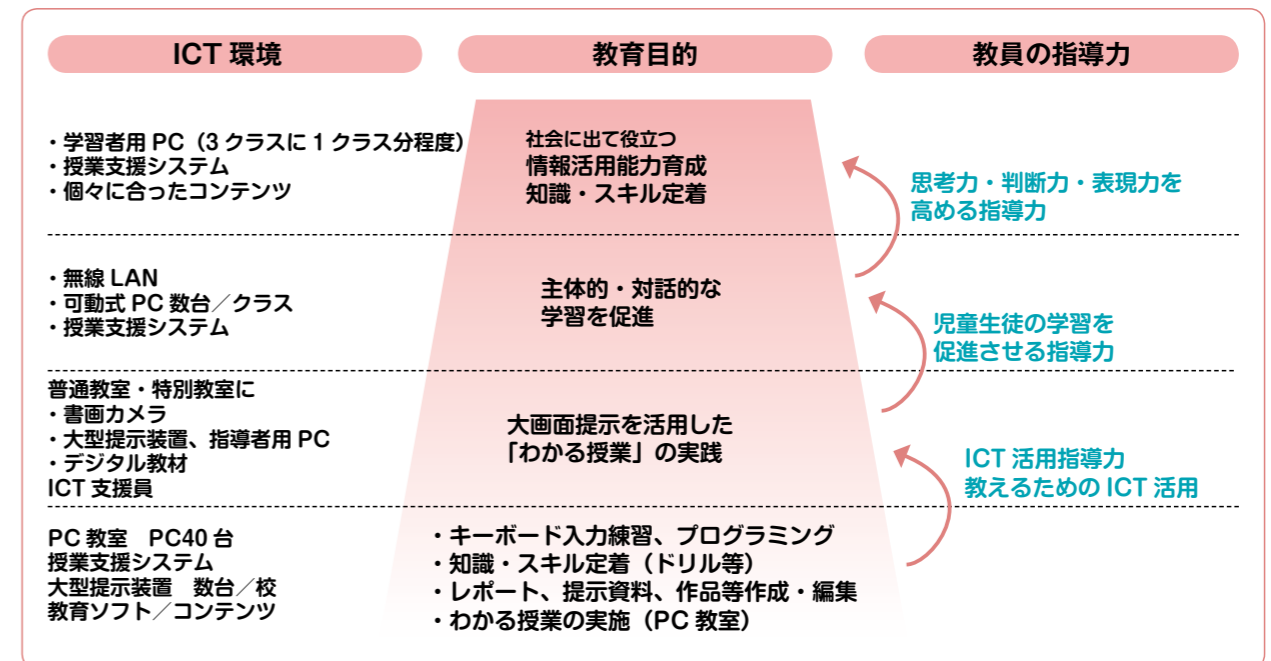 ICT 環境
教育目的
教員の指導力
・学習者用 PC（3 クラスに 1 クラス分程度）
・授業支援システム
・個々に合ったコンテンツ
社会に出て役立つ
情報活用能力育成
知識・スキル定着
思考力・判断力・表現力を
高める指導力
・無線 LAN
・可動式 PC 数台／クラス
・授業支援システム
主体的・対話的な
学習を促進
児童生徒の学習を
促進させる指導力
普通教室・特別教室に
・書画カメラ
・大型提示装置、指導者用 PC
・デジタル教材
ICT 支援員
大画面提示を活用した
「わかる授業」の実践
ICT 活用指導力
教えるための ICT 活用
PC 教室　PC40 台
授業支援システム
大型提示装置　数台／校
教育ソフト／コンテンツ
・キーボード入力練習、プログラミング
・知識・スキル定着（ドリル等）
・レポート、提示資料、作品等作成・編集
・わかる授業の実施（PC 教室）